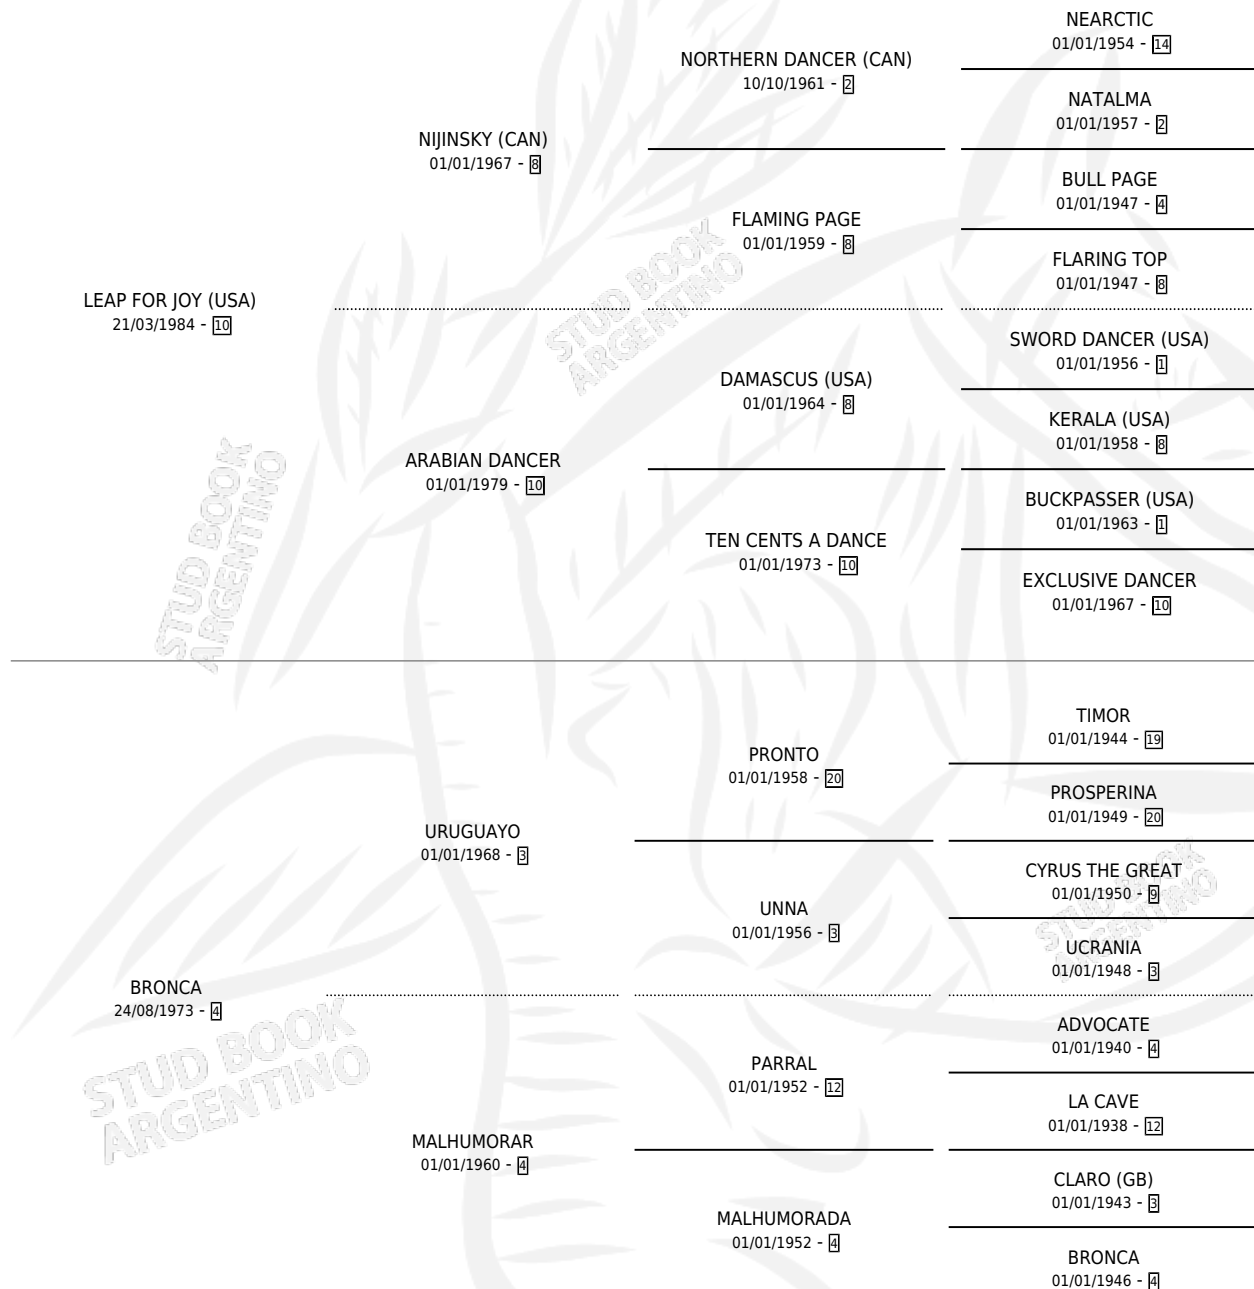 NEARCTIC
01/01/1954 - 14
NORTHERN DANCER (CAN)
10/10/1961 - 2
NATALMA
01/01/1957 - 2
NIJINSKY (CAN)
01/01/1967 - 8
BULL PAGE
01/01/1947 - 4
FLAMING PAGE
01/01/1959 - 8
FLARING TOP
01/01/1947 - 8
LEAP FOR JOY (USA)
21/03/1984 - 10
SWORD DANCER (USA)
01/01/1956 - 1
DAMASCUS (USA)
01/01/1964 - 8
KERALA (USA)
01/01/1958 - 8
ARABIAN DANCER
01/01/1979 - 10
BUCKPASSER (USA)
01/01/1963 - 1
TEN CENTS A DANCE
01/01/1973 - 10
EXCLUSIVE DANCER
01/01/1967 - 10
TIMOR
01/01/1944 - 19
PRONTO
01/01/1958 - 20
PROSPERINA
01/01/1949 - 20
URUGUAYO
01/01/1968 - 3
CYRUS THE GREAT
01/01/1950 - 9
UNNA
01/01/1956 - 3
UCRANIA
01/01/1948 - 3
BRONCA
24/08/1973 - 4
ADVOCATE
01/01/1940 - 4
PARRAL
01/01/1952 - 12
LA CAVE
01/01/1938 - 12
MALHUMORAR
01/01/1960 - 4
CLARO (GB)
01/01/1943 - 3
MALHUMORADA
01/01/1952 - 4
BRONCA
01/01/1946 - 4
STUD BOOK
ARGENTINO
STUD BOOK
ARGENTINO
STUD BOOK
ARGENTINO
STUD BOOK
ARGENTINO